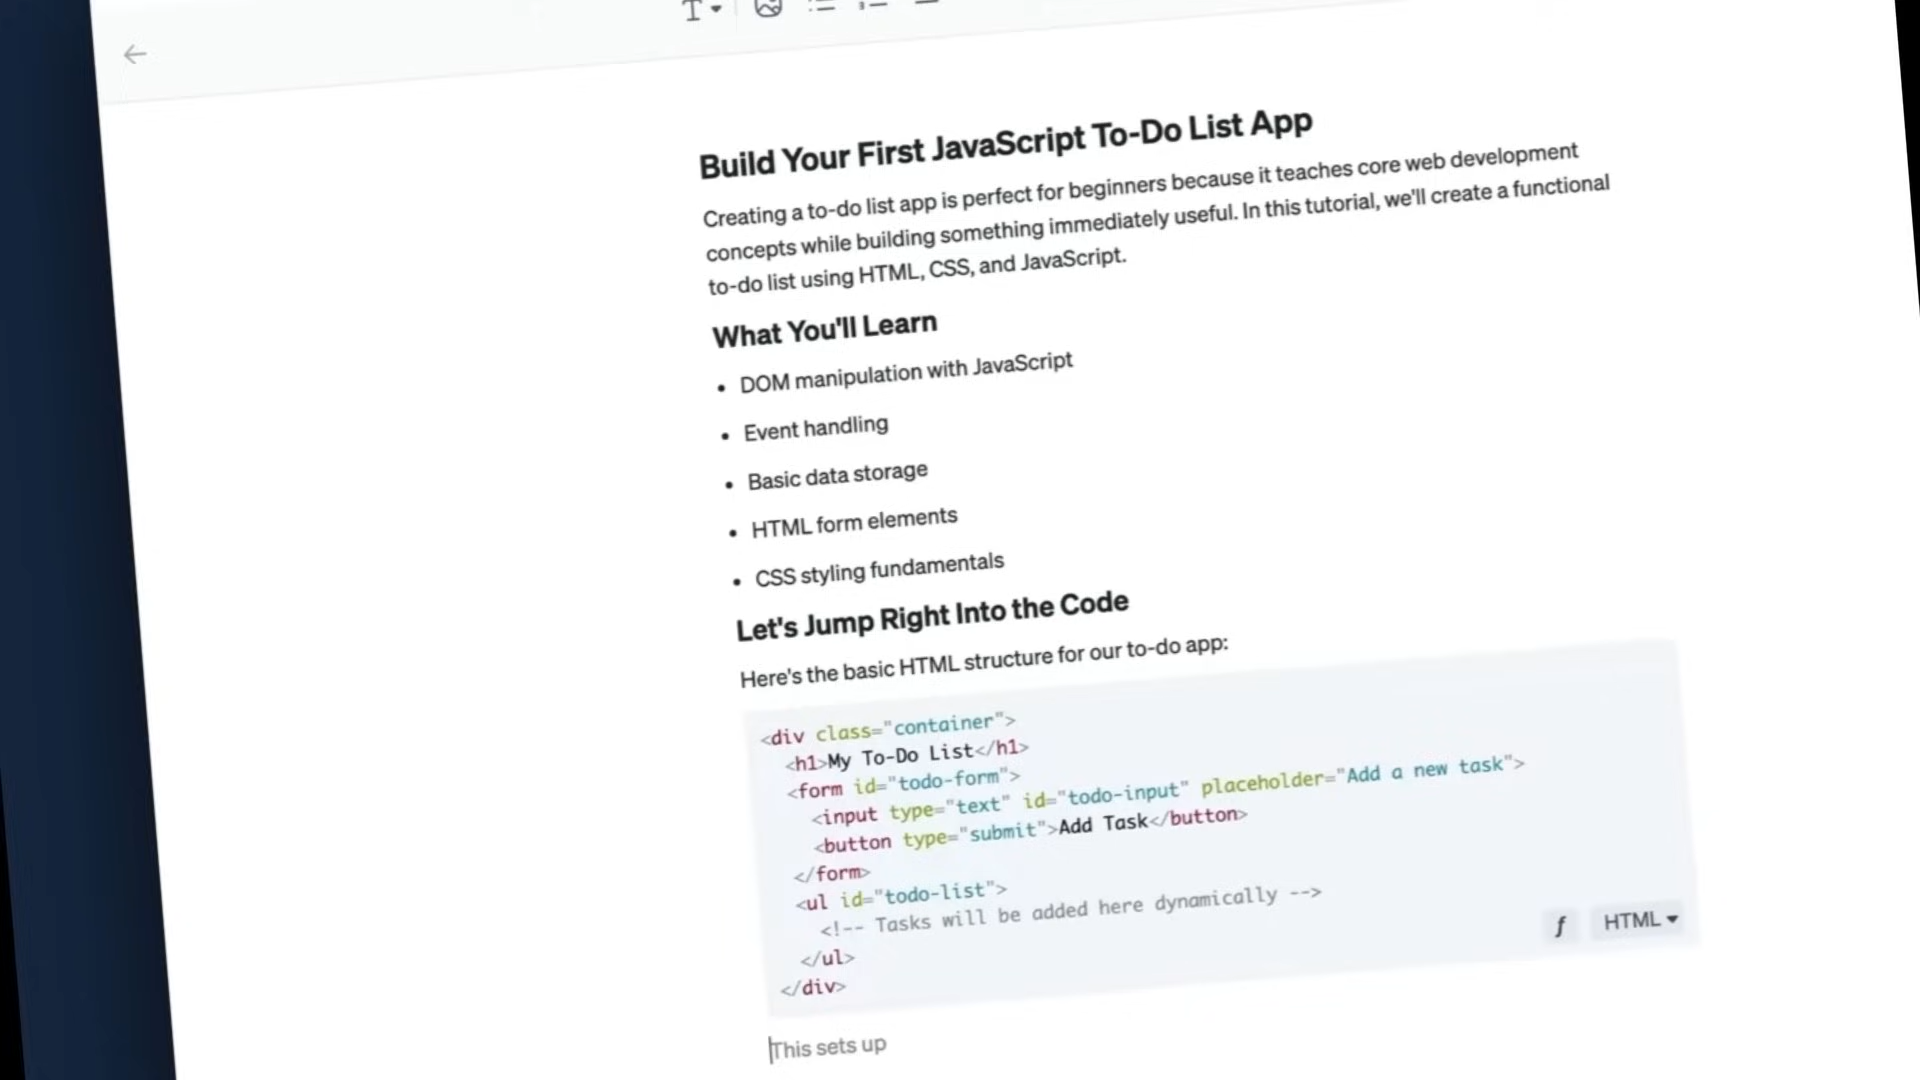 Build Your First JavaScript To-Do List App
Creating a to-do list app is perfect for beginners because it teaches core web development
concepts while building something immediately useful. In this tutorial, we'll create a functional
to-do list using HTML, CSS, and JavaScript.
What You'll Learn
• DOM manipulation with JavaScript
• Event handling
• Basic data storage
• HTML form elements
• CSS styling fundamentals
Let's Jump Right Into the Code
Here's the basic HTML structure for our to-do app:
<div class="container">
  <h1>My To-Do List</h1>
  <form id="todo-form">
    <input type="text" id="todo-input" placeholder="Add a new task">
    <button type="submit">Add Task</button>
  </form>
  <ul id="todo-list">
    <!-- Tasks will be added here dynamically -->
  </ul>
</div>
f HTML
This sets up